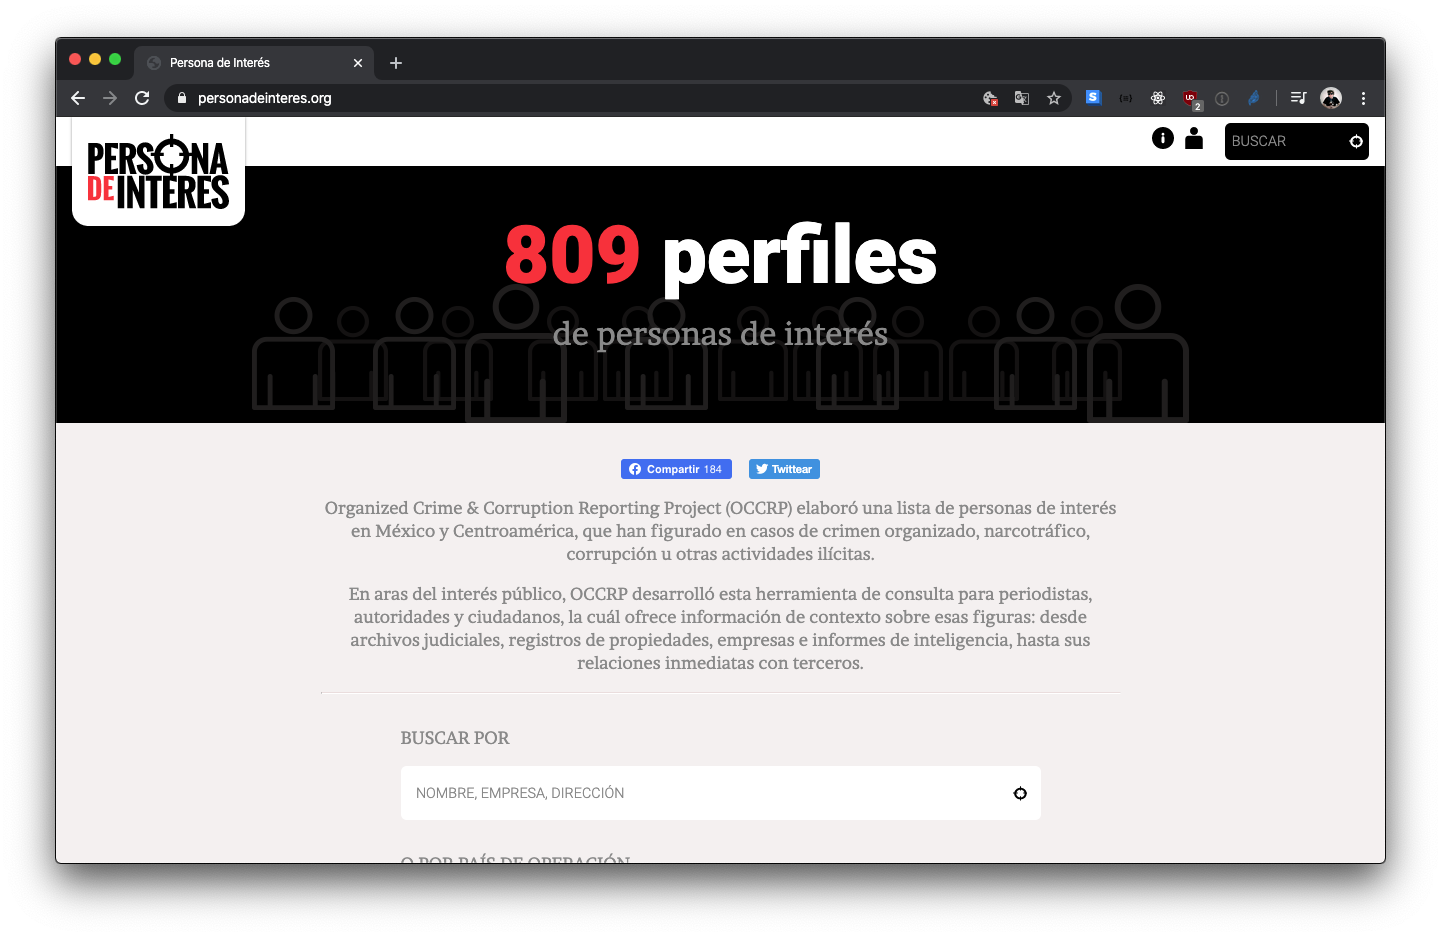 Persona de Interés
personadeinteres.org
2
PERSONA
DE INTERES
BUSCAR
809 perfiles
de personas de interés
Compartir 184
Twittear
Organized Crime & Corruption Reporting Project (OCCRP) elaboró una lista de personas de interés
en México y Centroamérica, que han figurado en casos de crimen organizado, narcotráfico,
corrupción u otras actividades ilícitas.
En aras del interés público, OCCRP desarrolló esta herramienta de consulta para periodistas,
autoridades y ciudadanos, la cuál ofrece información de contexto sobre esas figuras: desde
archivos judiciales, registros de propiedades, empresas e informes de inteligencia, hasta sus
relaciones inmediatas con terceros.
BUSCAR POR
NOMBRE, EMPRESA, DIRECCIÓN
O POR PAÍS DE OPERACIÓN